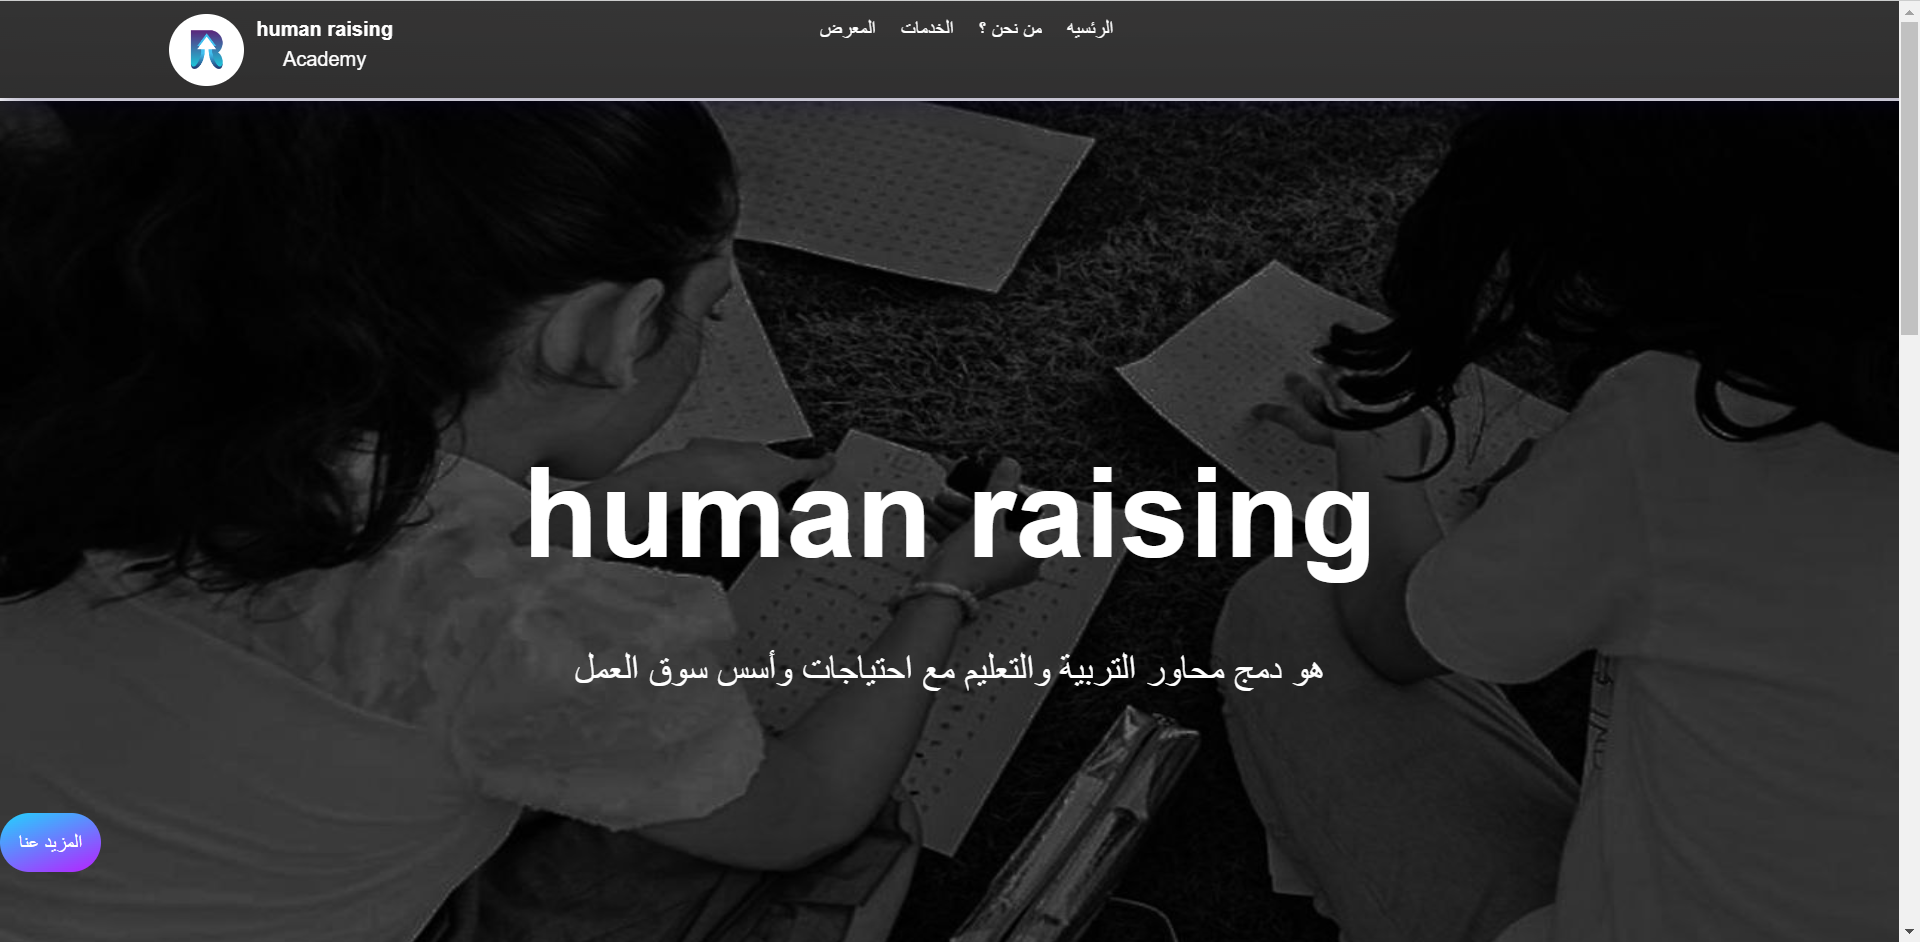 human raising
Academy
الرئسيه
من نحن ؟
الخدمات
المعرض
human raising
هو دمج محاور التربية والتعليم مع احتياجات وأسس سوق العمل
المزيد عنا